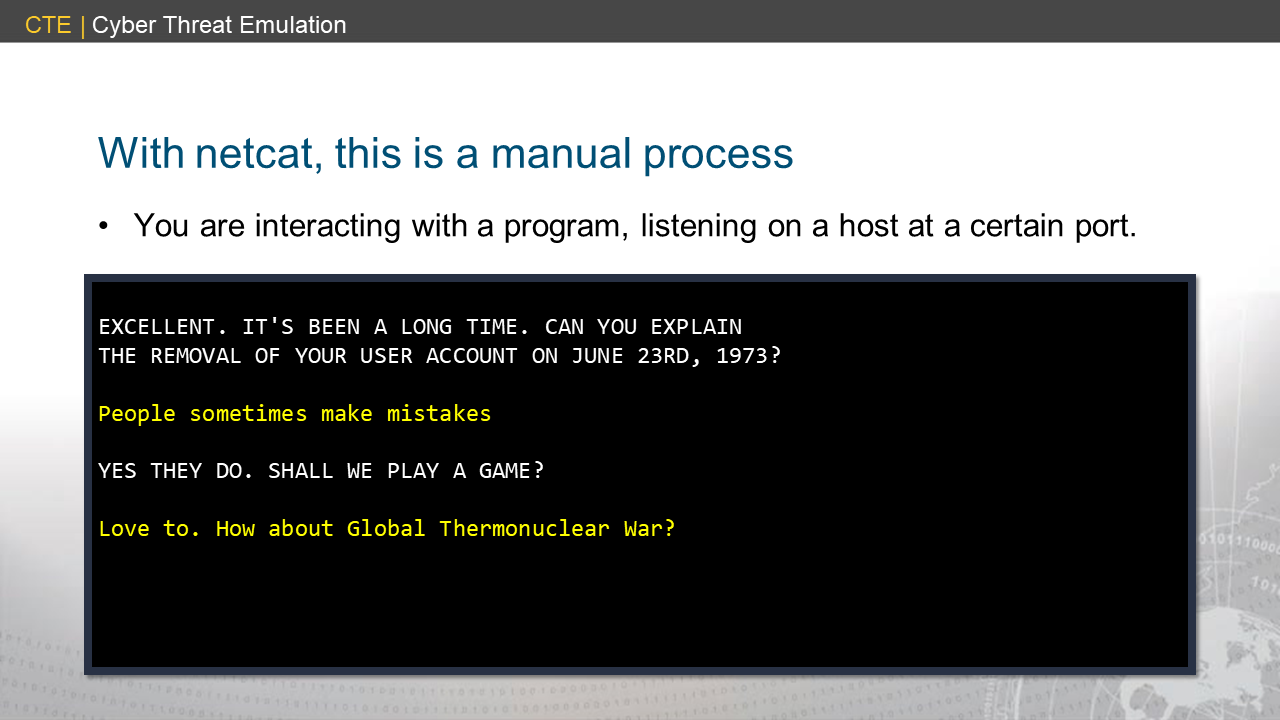 CTE | Cyber Threat Emulation
With netcat, this is a manual process
• You are interacting with a program, listening on a host at a certain port.
EXCELLENT. IT'S BEEN A LONG TIME. CAN YOU EXPLAIN
THE REMOVAL OF YOUR USER ACCOUNT ON JUNE 23RD, 1973?
People sometimes make mistakes
YES THEY DO. SHALL WE PLAY A GAME?
Love to. How about Global Thermonuclear War?